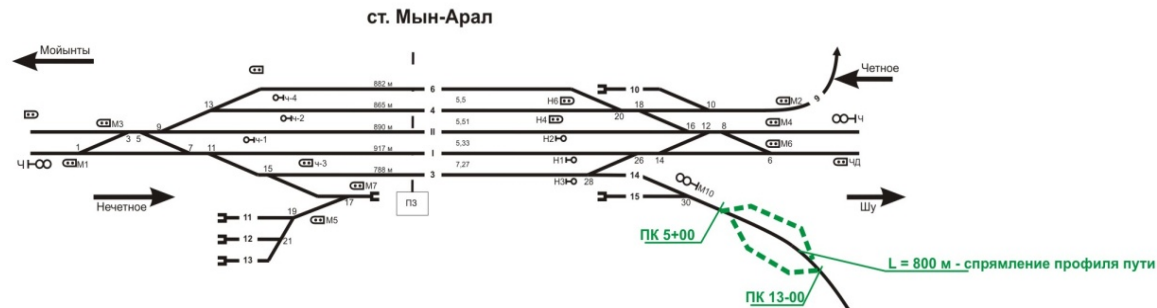 ст. Мын-Арал
Мойынты
Четное
Нечетное
Шу
882 м 6
865 м 4 5,5
890 м II 5,51
917 м I 5,33
788 м 3 7,27
ч-4
ч-2
ч-1
ч-3
М3
М1
Ч
М7
М5
Н6
Н4
Н2
Н1
Н3
М2
М4
М6
Ч
ЧД
М10
1
3 5
9
13
7 11
15
17
19
21
11
12
13
10
10
18
20
16 12 8
26 14
6
28
14
15
30
9
ПЗ
ПК 5+00
L = 800 м - спрямление профиля пути
ПК 13-00